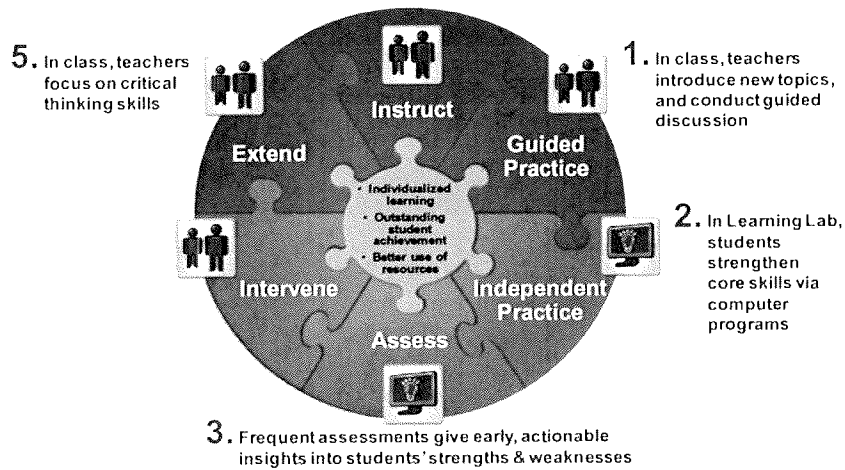 5. In class, teachers
focus on critical
thinking skills
1. In class, teachers
introduce new topics,
and conduct guided
discussion
Instruct
Extend
Guided
Practice
• Individualized
learning
• Outstanding
student
achievement
• Better use of
resources
2. In Learning Lab,
students
strengthen
core skills via
computer
programs
Intervene
Independent
Practice
Assess
3. Frequent assessments give early, actionable
insights into students' strengths & weaknesses